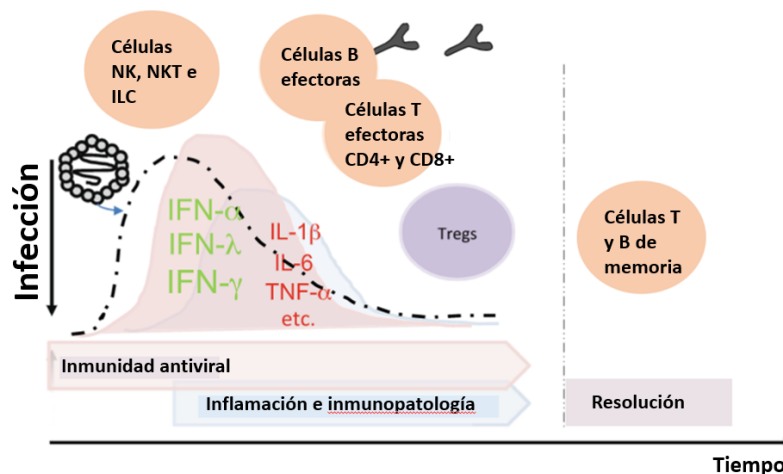 Células
NK, NKT e
ILC
Células B
efectoras
Células T
efectoras
CD4+ y CD8+
Infección
IFN-α
IFN-λ
IFN-γ
IL-1β
IL-6
TNF-α
etc.
Tregs
Células T
y B de
memoria
Inmunidad antiviral
Inflamación e inmunopatología
Resolución
Tiempo